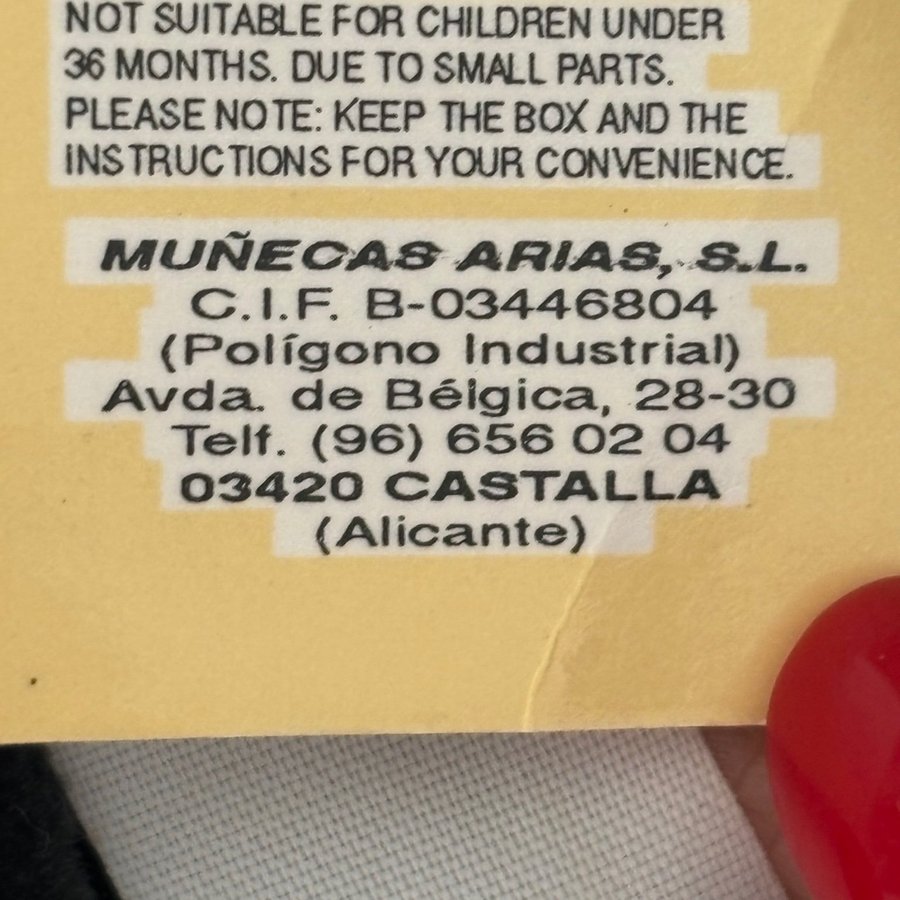 NOT SUITABLE FOR CHILDREN UNDER
36 MONTHS. DUE TO SMALL PARTS.
PLEASE NOTE: KEEP THE BOX AND THE
INSTRUCTIONS FOR YOUR CONVENIENCE.
MUÑECAS ARIAS, S.L.
C.I.F. B-03446804
(Polígono Industrial)
Avda. de Bélgica, 28-30
Telf. (96) 656 02 04
03420 CASTALLA
(Alicante)